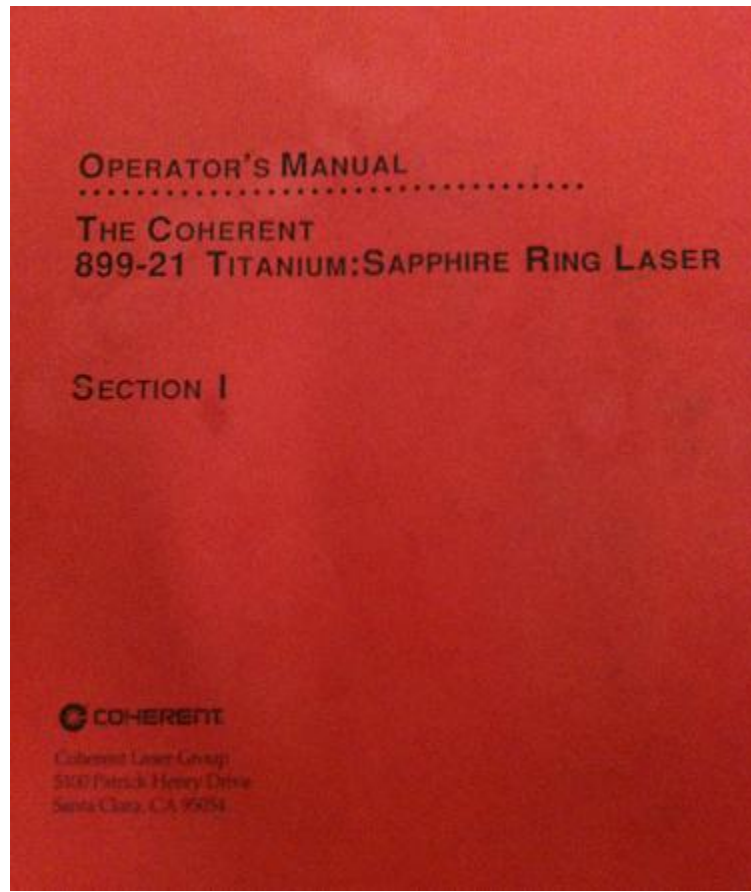 OPERATOR'S MANUAL
THE COHERENT
899-21 TITANIUM:SAPPHIRE RING LASER
SECTION I
COHERENT
Coherent Laser Group
5100 Patrick Henry Drive
Santa Clara, CA 95054